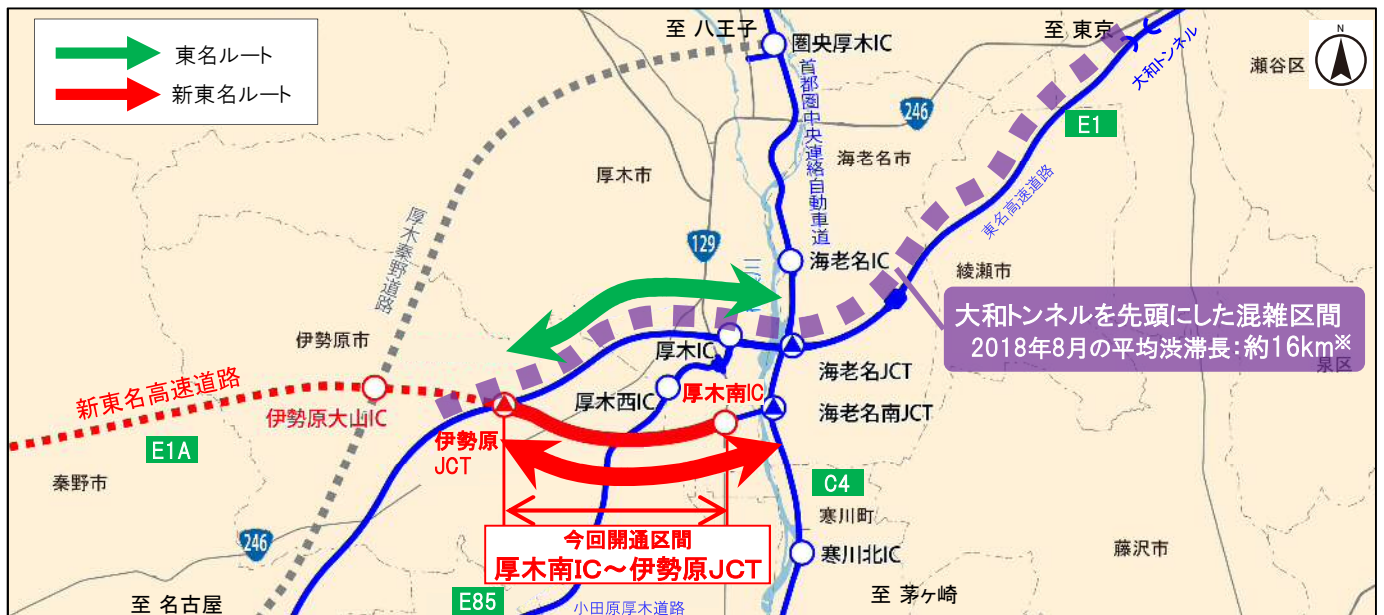 東名ルート
新東名ルート
至 八王子
圏央厚木IC
至 東京
大和トンネル
瀬谷区
N
246
E1
首都圏中央連絡自動車道
海老名市
厚木市
東名高速道路
厚木秦野道路
129
海老名IC
綾瀬市
大和トンネルを先頭にした混雑区間
2018年8月の平均渋滞長：約16km※
泉区
伊勢原市
厚木IC
海老名JCT
新東名高速道路
伊勢原大山IC
厚木西IC
厚木南IC
海老名南JCT
E1A
伊勢原
JCT
秦野市
C4
寒川町
今回開通区間
厚木南IC～伊勢原JCT
246
寒川北IC
藤沢市
至 名古屋
E85
小田原厚木道路
至 茅ヶ崎